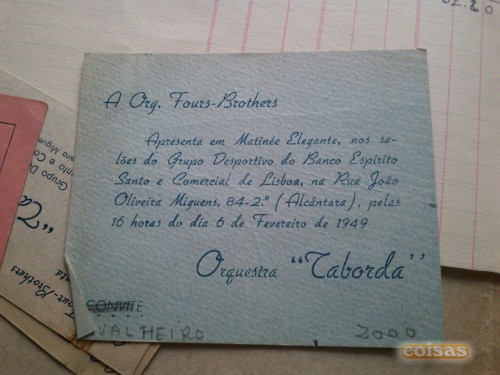 A Org. Fours-Brothers
Apresenta em Matinée Elegante, nos sa-
lões do Grupo Desportivo do Banco Espírito
Santo e Comercial de Lisboa, na Rua João
Oliveira Miguens, 84-2.º (Alcântara), pelas
16 horas do dia 6 de Fevereiro de 1949
Orquestra "Taborda"
CONVITE
VALHEIRO 2000
coisas